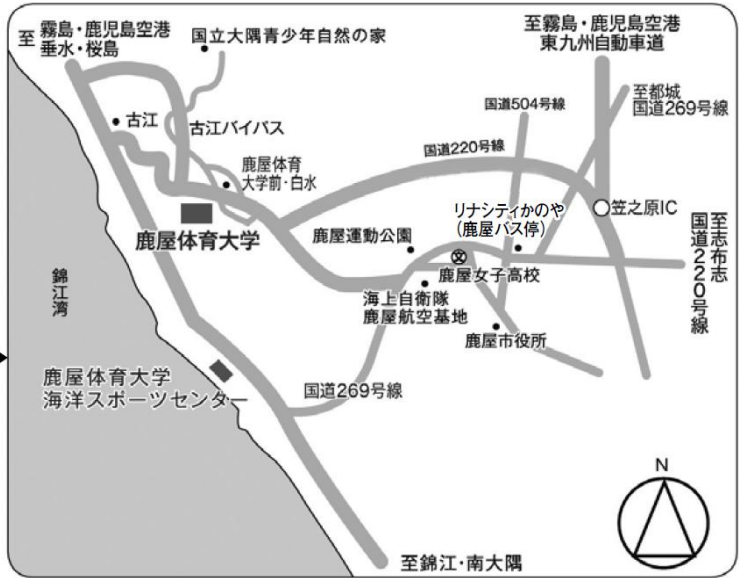 至
霧島・鹿児島空港
垂水・桜島
国立大隅青少年自然の家
至霧島・鹿児島空港
東九州自動車道
至都城
国道269号線
国道504号線
古江
古江バイパス
国道220号線
鹿屋体育
大学前・白水
リナシティかのや
(鹿屋バス停)
笠之原IC
至志布志
国道220号線
鹿屋体育大学
鹿屋運動公園
文
鹿屋女子高校
錦江湾
海上自衛隊
鹿屋航空基地
鹿屋市役所
鹿屋体育大学
海洋スポーツセンター
国道269号線
N
至錦江・南大隅